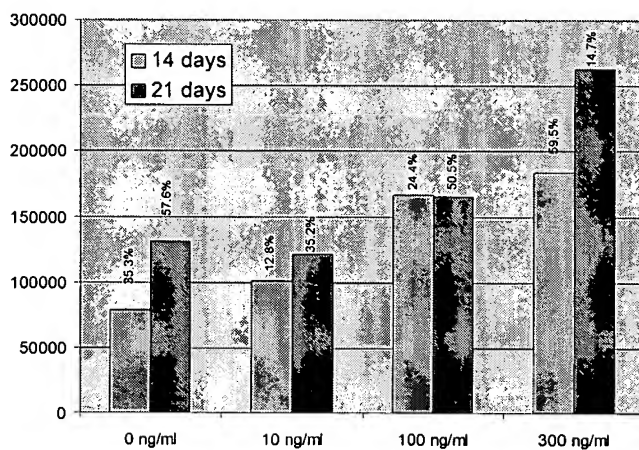 300000
250000
200000
150000
100000
50000
0
14 days
21 days
35.3%
57.6%
12.8%
35.2%
24.4%
50.5%
59.5%
14.7%
0 ng/ml
10 ng/ml
100 ng/ml
300 ng/ml